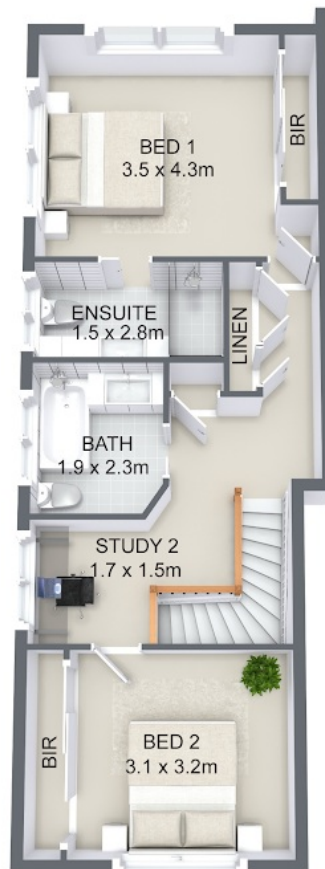 BED 1
3.5 x 4.3m
BIR
ENSUITE
1.5 x 2.8m
LINEN
BATH
1.9 x 2.3m
STUDY 2
1.7 x 1.5m
BIR
BED 2
3.1 x 3.2m